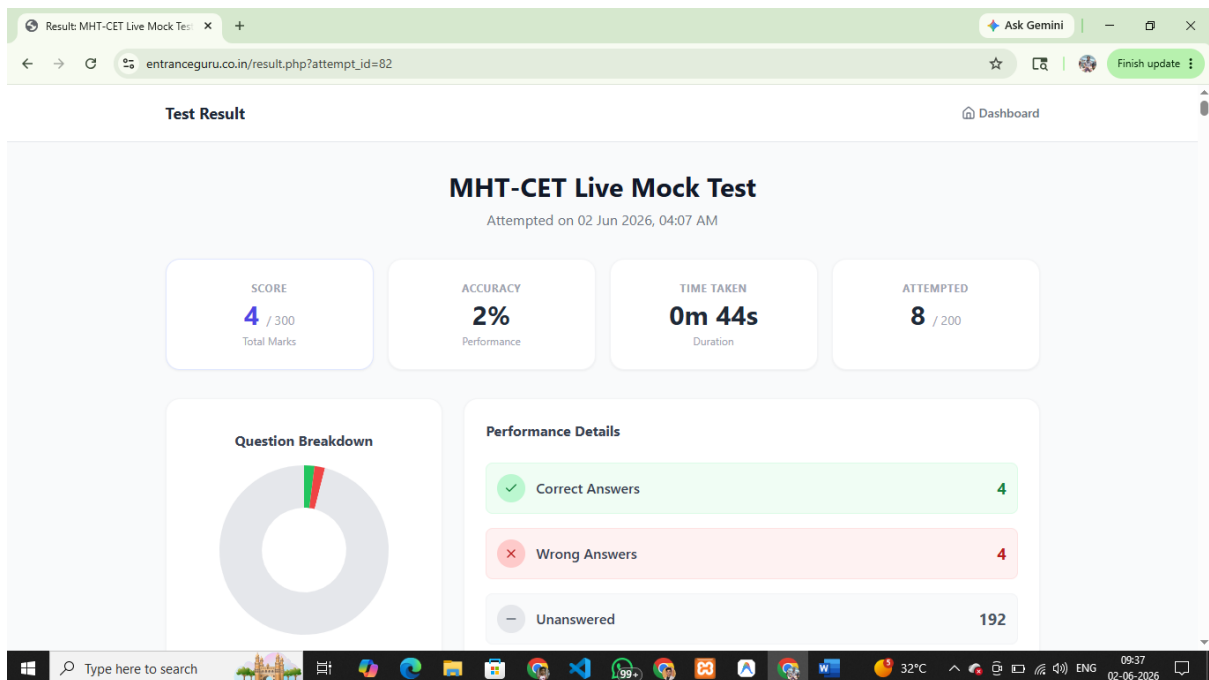 Result: MHT-CET Live Mock Tes
Ask Gemini
entranceguru.co.in/result.php?attempt_id=82
Finish update
Test Result
Dashboard
MHT-CET Live Mock Test
Attempted on 02 Jun 2026, 04:07 AM
SCORE
4 / 300
Total Marks
ACCURACY
2%
Performance
TIME TAKEN
0m 44s
Duration
ATTEMPTED
8 / 200
Question Breakdown
Performance Details
Correct Answers 4
Wrong Answers 4
Unanswered 192
Type here to search
99+
5
32°C
ENG
09:37
02-06-2026